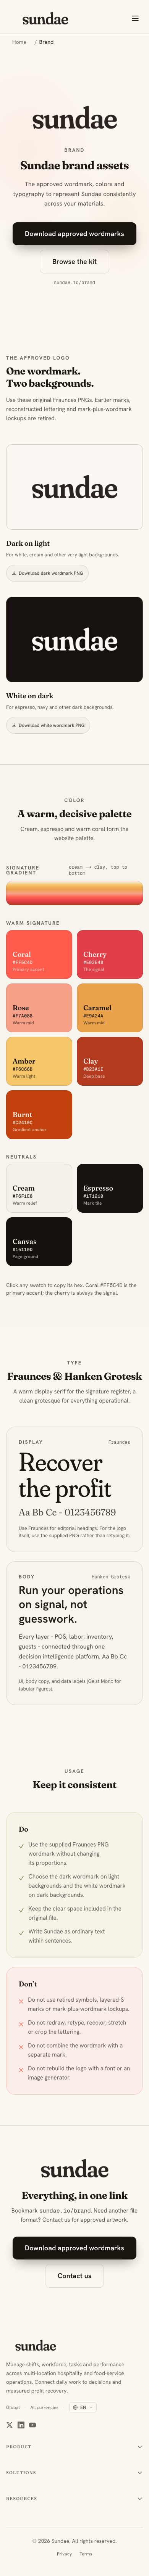 sundae
Home / Brand
sundae
BRAND
Sundae brand assets
The approved wordmark, colors and
typography to represent Sundae consistently
across your materials.
Download approved wordmarks
Browse the kit
sundae.io/brand
THE APPROVED LOGO
One wordmark.
Two backgrounds.
Use these original Fraunces PNGs. Earlier marks,
reconstructed lettering and mark-plus-wordmark
lockups are retired.
sundae
Dark on light
For white, cream and other very light backgrounds.
Download dark wordmark PNG
sundae
White on dark
For espresso, navy and other dark backgrounds.
Download white wordmark PNG
COLOR
A warm, decisive palette
Cream, espresso and warm coral form the
website palette.
SIGNATURE
GRADIENT
cream → clay, top to
bottom
WARM SIGNATURE
Coral
#FF5C4D
Primary accent
Cherry
#E03E48
The signal
Rose
Warm mid
Caramel
Warm mid
Amber
Warm light
Clay
Deep base
Burnt
#C2410C
Gradient anchor
NEUTRALS
Cream
Warm relief
Espresso
#171210
Mark tile
Canvas
Page ground
Click any swatch to copy its hex. Coral #FF5C4D is the
primary accent; the cherry is always the signal.
TYPE
Fraunces & Hanken Grotesk
A warm display serif for the signature register, a
clean grotesque for everything operational.
DISPLAY
Fraunces
Recover
the profit
Aa Bb Cc - 0123456789
Use Fraunces for editorial headings. For the logo
itself, use the supplied PNG rather than retyping it.
BODY
Hanken Grotesk
Run your operations
on signal, not
guesswork.
Every layer - POS, labor, inventory,
guests - connected through one
decision intelligence platform. Aa Bb Cc
- 0123456789.
UI, body copy, and data labels (Geist Mono for
tabular figures).
USAGE
Keep it consistent
Do
Use the supplied Fraunces PNG
wordmark without changing
its proportions.
Choose the dark wordmark on light
backgrounds and the white wordmark
on dark backgrounds.
Keep the clear space included in the
original file.
Write Sundae as ordinary text
within sentences.
Don't
Do not use retired symbols, layered-S
marks or mark-plus-wordmark lockups.
Do not redraw, retype, recolor, stretch
or crop the lettering.
Do not combine the wordmark with a
separate mark.
Do not rebuild the logo with a font or an
image generator.
sundae
Everything, in one link
Bookmark sundae.io/brand. Need another file
format? Contact us for approved artwork.
Download approved wordmarks
Contact us
sundae
Manage shifts, workforce, tasks and performance
across multi-location hospitality and food-service
operations. Connect daily work to decisions and
measured profit recovery.
Global All currencies EN
PRODUCT
SOLUTIONS
RESOURCES
© 2026 Sundae. All rights reserved.
Privacy Terms